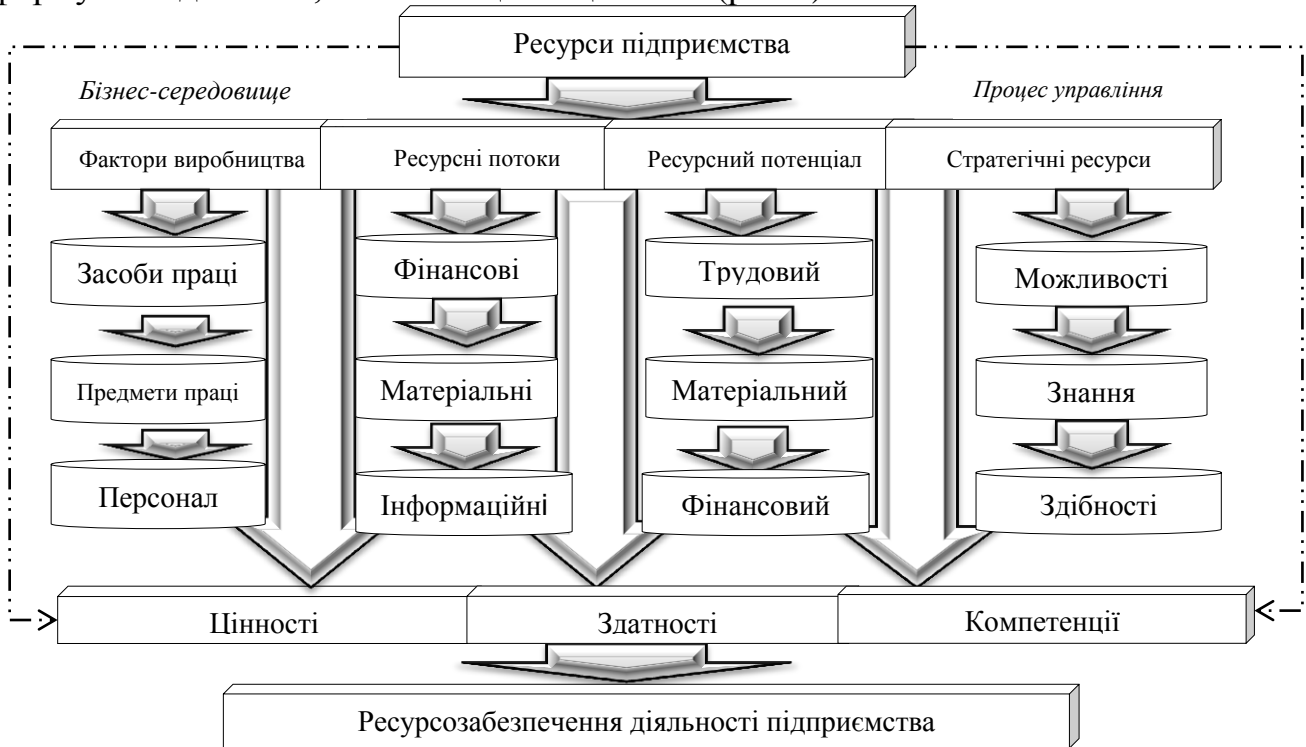 Ресурси підприємства
Бізнес-середовище
Процес управління
Фактори виробництва
Ресурсні потоки
Ресурсний потенціал
Стратегічні ресурси
Засоби праці
Фінансові
Трудовий
Можливості
Предмети праці
Матеріальні
Матеріальний
Знання
Персонал
Інформаційні
Фінансовий
Здібності
Цінності
Здатності
Компетенції
Ресурсозабезпечення діяльності підприємства